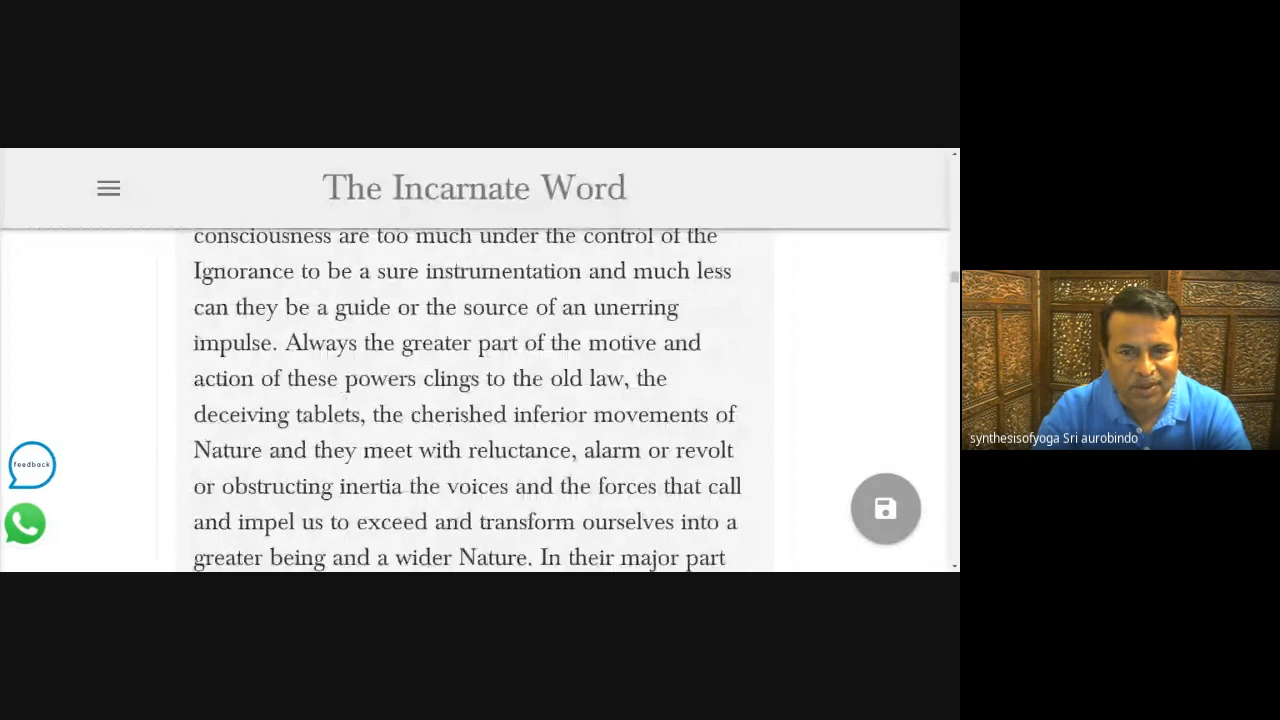 The Incarnate Word
consciousness are too much under the control of the
Ignorance to be a sure instrumentation and much less
can they be a guide or the source of an unerring
impulse. Always the greater part of the motive and
action of these powers clings to the old law, the
deceiving tablets, the cherished inferior movements of
Nature and they meet with reluctance, alarm or revolt
or obstructing inertia the voices and the forces that call
and impel us to exceed and transform ourselves into a
greater being and a wider Nature. In their major part
feedback
synthesisofyoga Sri aurobindo